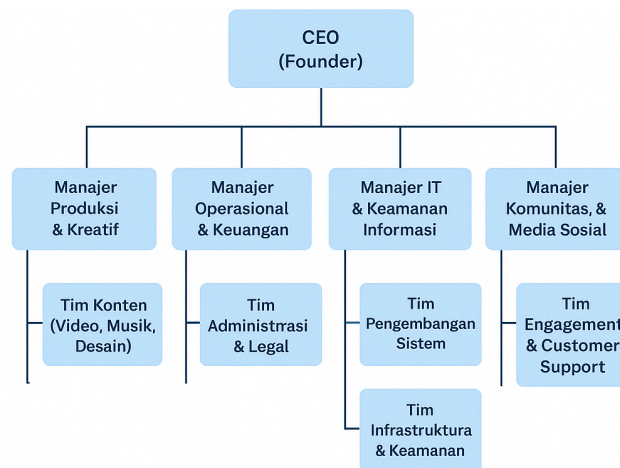 CEO
(Founder)
Manajer
Produksi
& Kreatif
Manajer
Operasional
& Keuangan
Manajer IT
& Keamanan
Informasi
Manajer
Komunitas, &
Media Sosial
Tim Konten
(Video, Musik,
Desain)
Tim
Administrrasi
& Legal
Tim
Pengembangan
Sistem
Tim
Engagement
& Customer
Support
Tim
Infrastruktura
& Keamanan